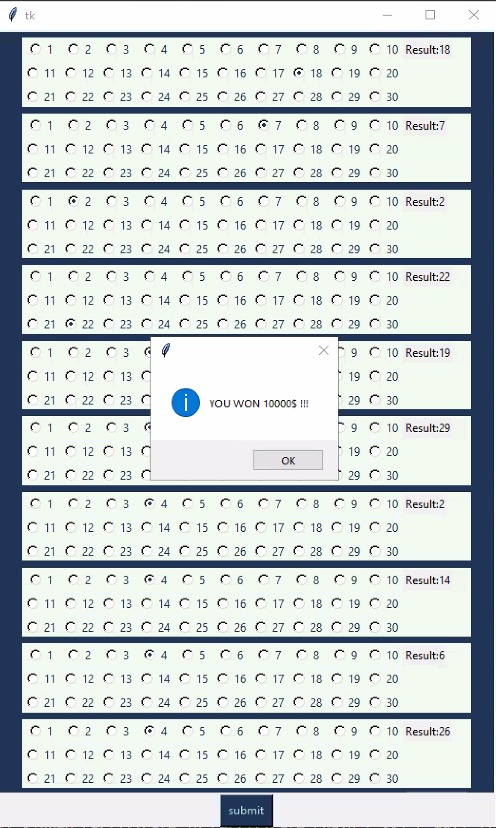 tk
1 2 3 4 5 6 7 8 9 10 Result:18
11 12 13 14 15 16 17 18 19 20
21 22 23 24 25 26 27 28 29 30
1 2 3 4 5 6 7 8 9 10 Result:7
11 12 13 14 15 16 17 18 19 20
21 22 23 24 25 26 27 28 29 30
1 2 3 4 5 6 7 8 9 10 Result:2
11 12 13 14 15 16 17 18 19 20
21 22 23 24 25 26 27 28 29 30
1 2 3 4 5 6 7 8 9 10 Result:22
11 12 13 14 15 16 17 18 19 20
21 22 23 24 25 26 27 28 29 30
1 2 3 9 10 Result:19
11 12 13 19 20
21 22 23 29 30
YOU WON 10000$ !!!
OK
1 2 3 9 10 Result:29
11 12 13 19 20
21 22 23 29 30
1 2 3 4 5 6 7 8 9 10 Result:2
11 12 13 14 15 16 17 18 19 20
21 22 23 24 25 26 27 28 29 30
1 2 3 4 5 6 7 8 9 10 Result:14
11 12 13 14 15 16 17 18 19 20
21 22 23 24 25 26 27 28 29 30
1 2 3 4 5 6 7 8 9 10 Result:6
11 12 13 14 15 16 17 18 19 20
21 22 23 24 25 26 27 28 29 30
1 2 3 4 5 6 7 8 9 10 Result:26
11 12 13 14 15 16 17 18 19 20
21 22 23 24 25 26 27 28 29 30
submit